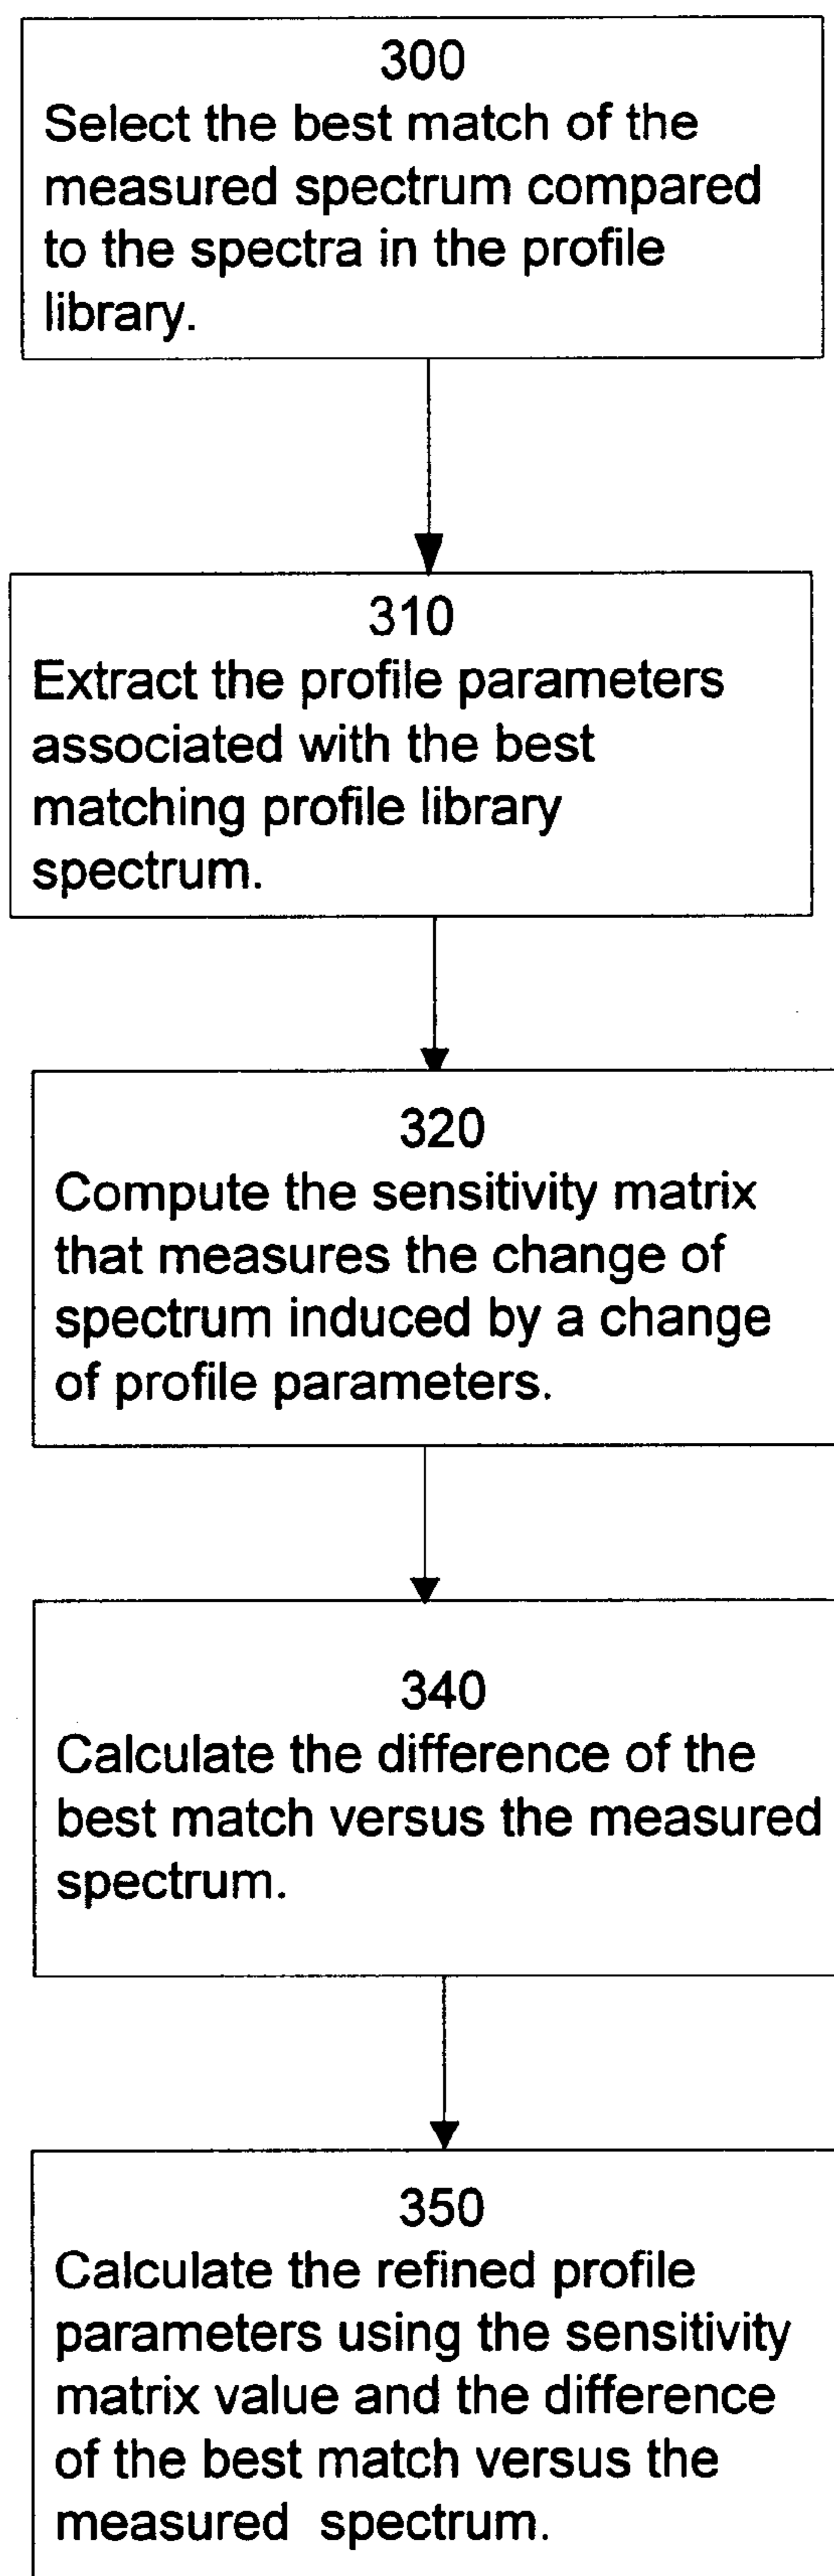 300
Select the best match of the
measured spectrum compared
to the spectra in the profile
library.
310
Extract the profile parameters
associated with the best
matching profile library
spectrum.
320
Compute the sensitivity matrix
that measures the change of
spectrum induced by a change
of profile parameters.
340
Calculate the difference of the
best match versus the measured
spectrum.
350
Calculate the refined profile
parameters using the sensitivity
matrix value and the difference
of the best match versus the
measured spectrum.